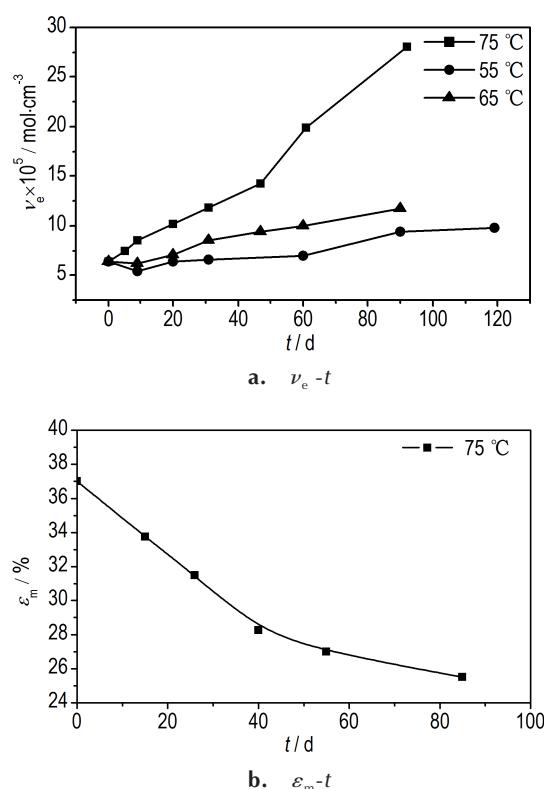 30
25
20
15
10
5
νe×10⁵ / mol·cm⁻³
75 ℃
55 ℃
65 ℃
0 20 40 60 80 100 120
t / d
a. νe -t
40
38
36
34
32
30
28
26
24
εm / %
75 ℃
0 20 40 60 80 100
t / d
b. εm-t